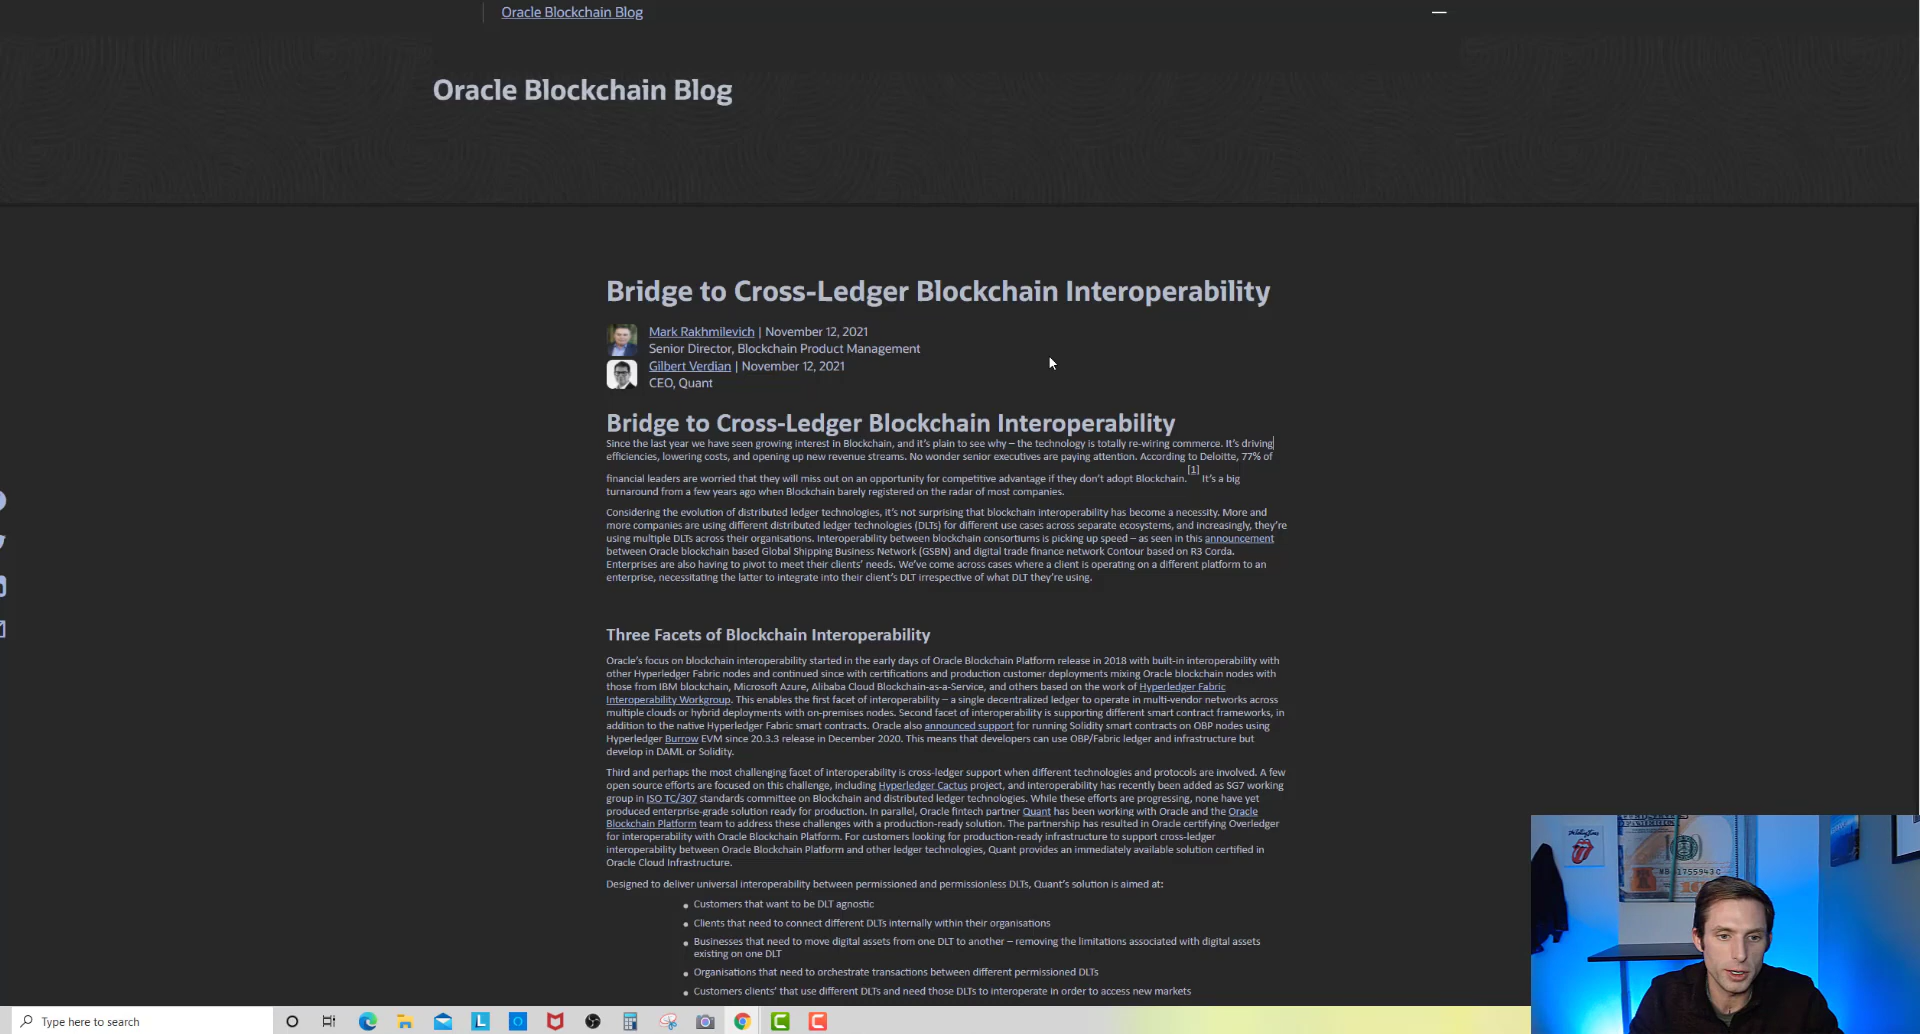 Oracle Blockchain Blog
Oracle Blockchain Blog
Bridge to Cross-Ledger Blockchain Interoperability
Mark Rakhmilevich | November 12, 2021
Senior Director, Blockchain Product Management
Gilbert Verdian | November 12, 2021
CEO, Quant
Bridge to Cross-Ledger Blockchain Interoperability
Since the last year we have seen growing interest in Blockchain, and it's plain to see why – the technology is totally re-wiring commerce. It's driving
efficiencies, lowering costs, and opening up new revenue streams. No wonder senior executives are paying attention. According to Deloitte, 77% of
financial leaders are worried that they will miss out on an opportunity for competitive advantage if they don't adopt Blockchain.[1] It's a big
turnaround from a few years ago when Blockchain barely registered on the radar of most companies.
Considering the evolution of distributed ledger technologies, it's not surprising that blockchain interoperability has become a necessity. More and
more companies are using different distributed ledger technologies (DLTs) for different use cases across separate ecosystems, and increasingly, they're
using multiple DLTs across their organisations. Interoperability between blockchain consortiums is picking up speed – as seen in this announcement
between Oracle blockchain based Global Shipping Business Network (GSBN) and digital trade finance network Contour based on R3 Corda.
Enterprises are also having to pivot to meet their clients' needs. We've come across cases where a client is operating on a different platform to an
enterprise, necessitating the latter to integrate into their client's DLT irrespective of what DLT they're using.
Three Facets of Blockchain Interoperability
Oracle's focus on blockchain interoperability started in the early days of Oracle Blockchain Platform release in 2018 with built-in interoperability with
other Hyperledger Fabric nodes and continued since with certifications and production customer deployments mixing Oracle blockchain nodes with
those from IBM blockchain, Microsoft Azure, Alibaba Cloud Blockchain-as-a-Service, and others based on the work of Hyperledger Fabric
Interoperability Workgroup. This enables the first facet of interoperability – a single decentralized ledger to operate in multi-vendor networks across
multiple clouds or hybrid deployments with on-premises nodes. Second facet of interoperability is supporting different smart contract frameworks, in
addition to the native Hyperledger Fabric smart contracts. Oracle also announced support for running Solidity smart contracts on OBP nodes using
Hyperledger Burrow EVM since 20.3.3 release in December 2020. This means that developers can use OBP/Fabric ledger and infrastructure but
develop in DAML or Solidity.
Third and perhaps the most challenging facet of interoperability is cross-ledger support when different technologies and protocols are involved. A few
open source efforts are focused on this challenge, including Hyperledger Cactus project, and interoperability has recently been added as SG7 working
group in ISO TC/307 standards committee on Blockchain and distributed ledger technologies. While these efforts are progressing, none have yet
produced enterprise-grade solution ready for production. In parallel, Oracle fintech partner Quant has been working with Oracle and the Oracle
Blockchain Platform team to address these challenges with a production-ready solution. The partnership has resulted in Oracle certifying Overledger
for interoperability with Oracle Blockchain Platform. For customers looking for production-ready infrastructure to support cross-ledger
interoperability between Oracle Blockchain Platform and other ledger technologies, Quant provides an immediately available solution certified in
Oracle Cloud Infrastructure.
Designed to deliver universal interoperability between permissioned and permissionless DLTs, Quant's solution is aimed at:
• Customers that want to be DLT agnostic
• Clients that need to connect different DLTs internally within their organisations
• Businesses that need to move digital assets from one DLT to another – removing the limitations associated with digital assets
existing on one DLT
• Organisations that need to orchestrate transactions between different permissioned DLTs
• Customers clients' that use different DLTs and need those DLTs to interoperate in order to access new markets
Type here to search